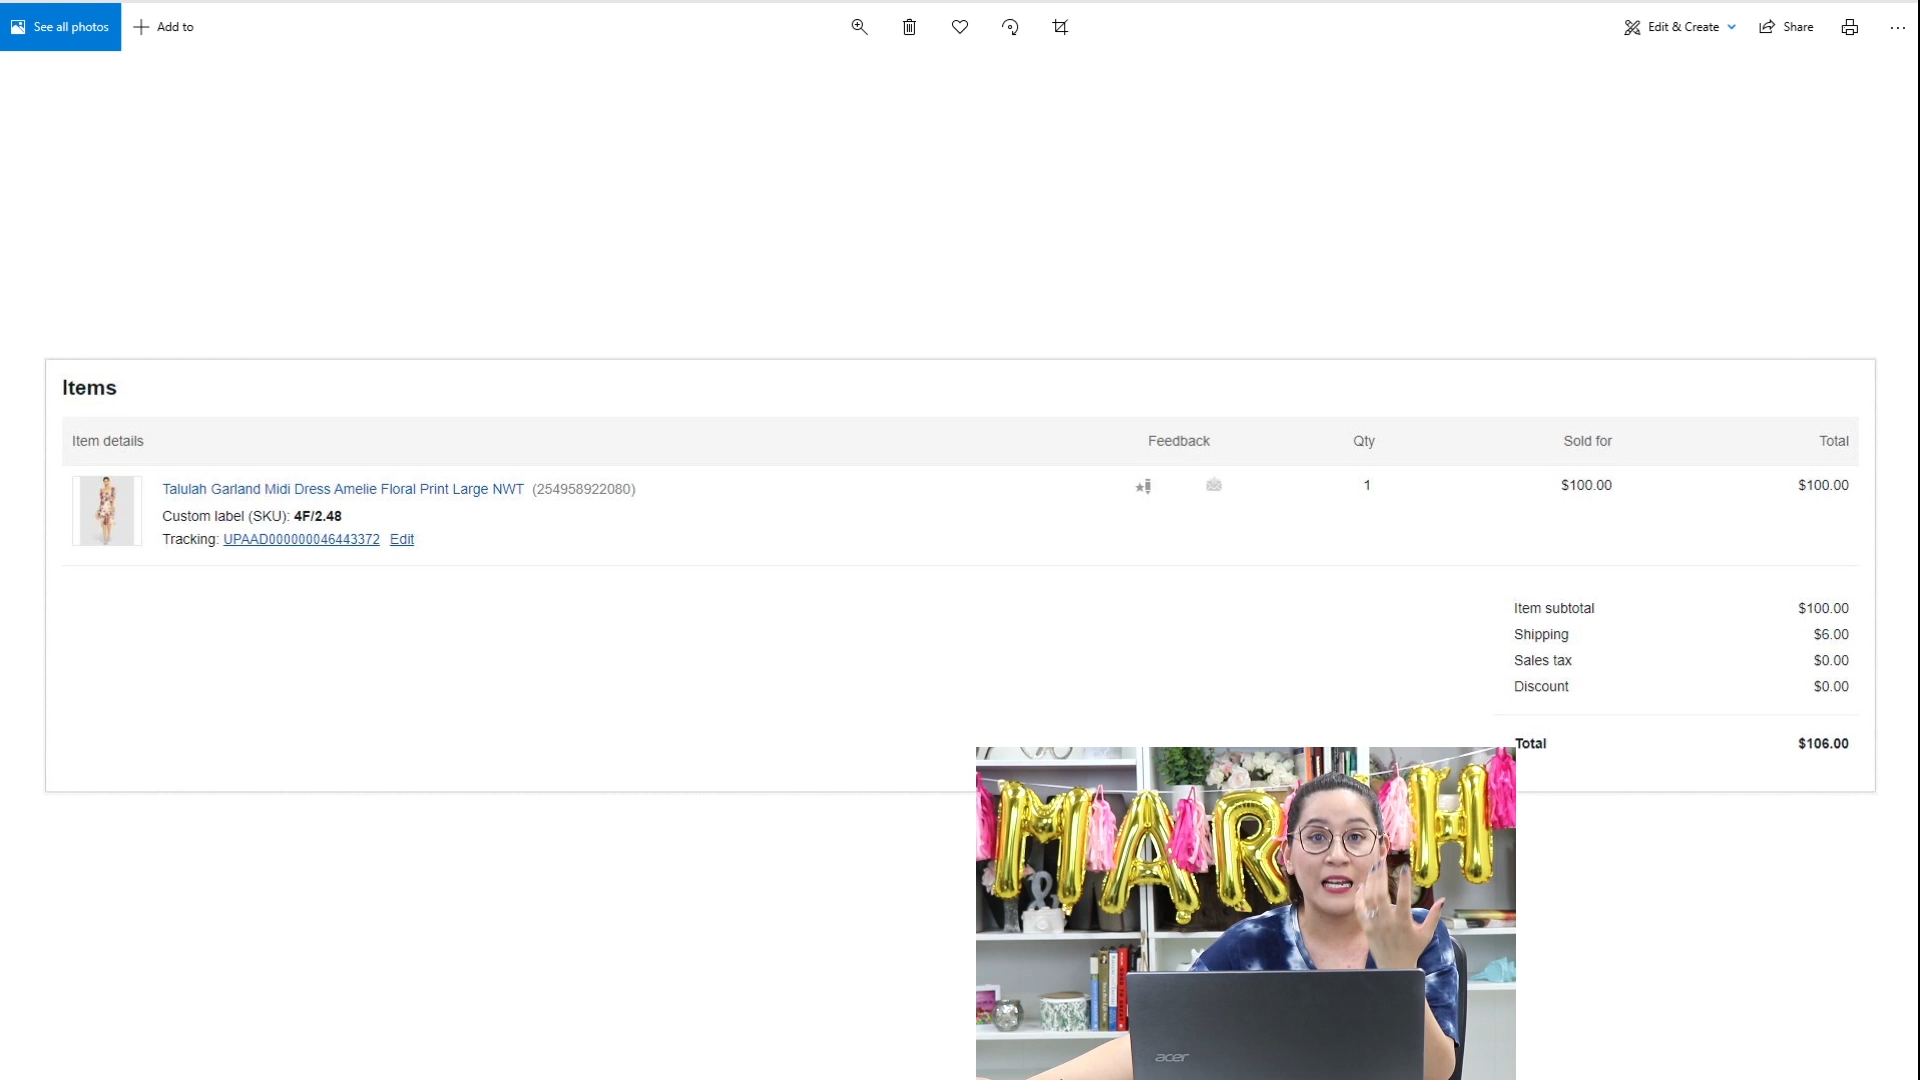 See all photos
Add to
Edit & Create
Share
Items
Item details
Feedback
Qty
Sold for
Total
Talulah Garland Midi Dress Amelie Floral Print Large NWT (254958922080)
1
$100.00
$100.00
Custom label (SKU): 4F/2.48
Tracking: UPAAD000000046443372 Edit
Item subtotal
$100.00
Shipping
$6.00
Sales tax
$0.00
Discount
$0.00
Total
$106.00
MAR H
acer